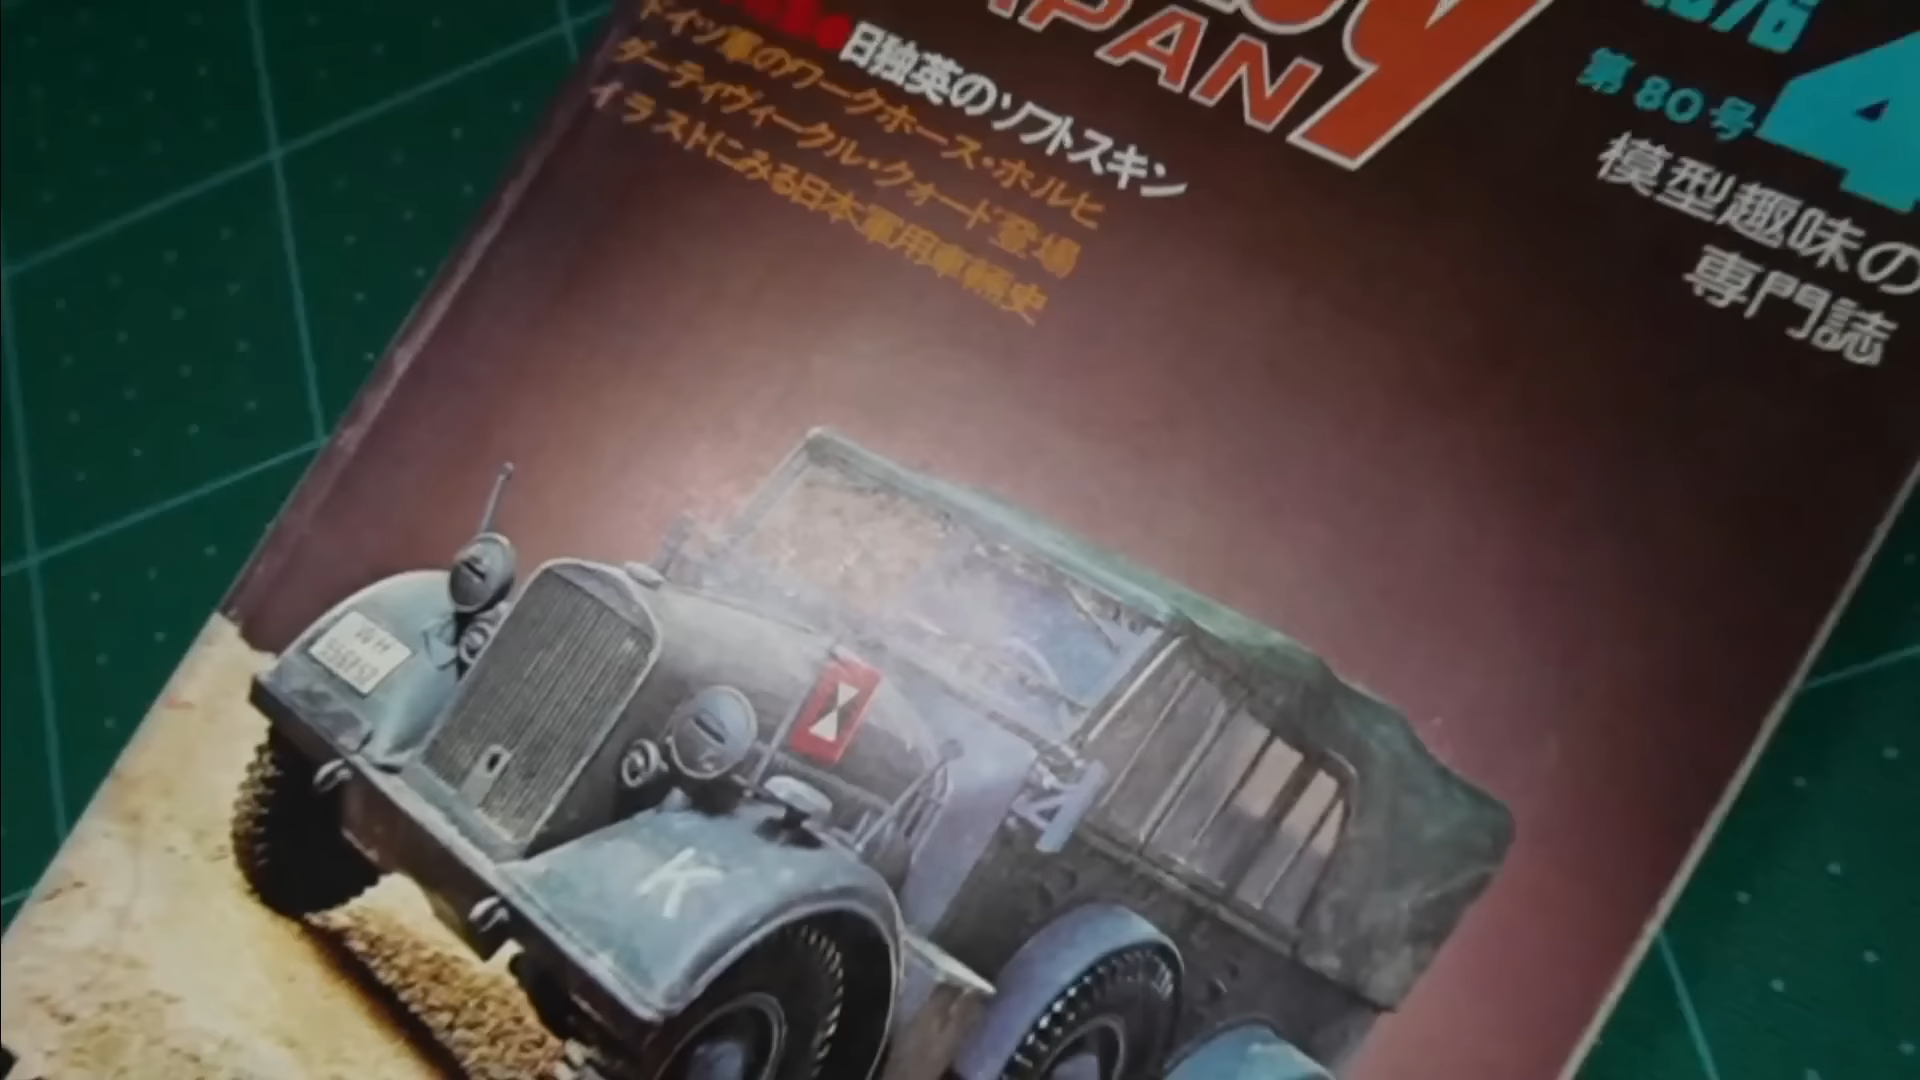 JAPAN
1976
4
第80号
模型趣味の
専門誌
日独英のソフトスキン
ドイツ軍のワークホース・ホルヒ
ダーティヴィークル・クォード登場
イラストにみる日本軍用車輌史
K